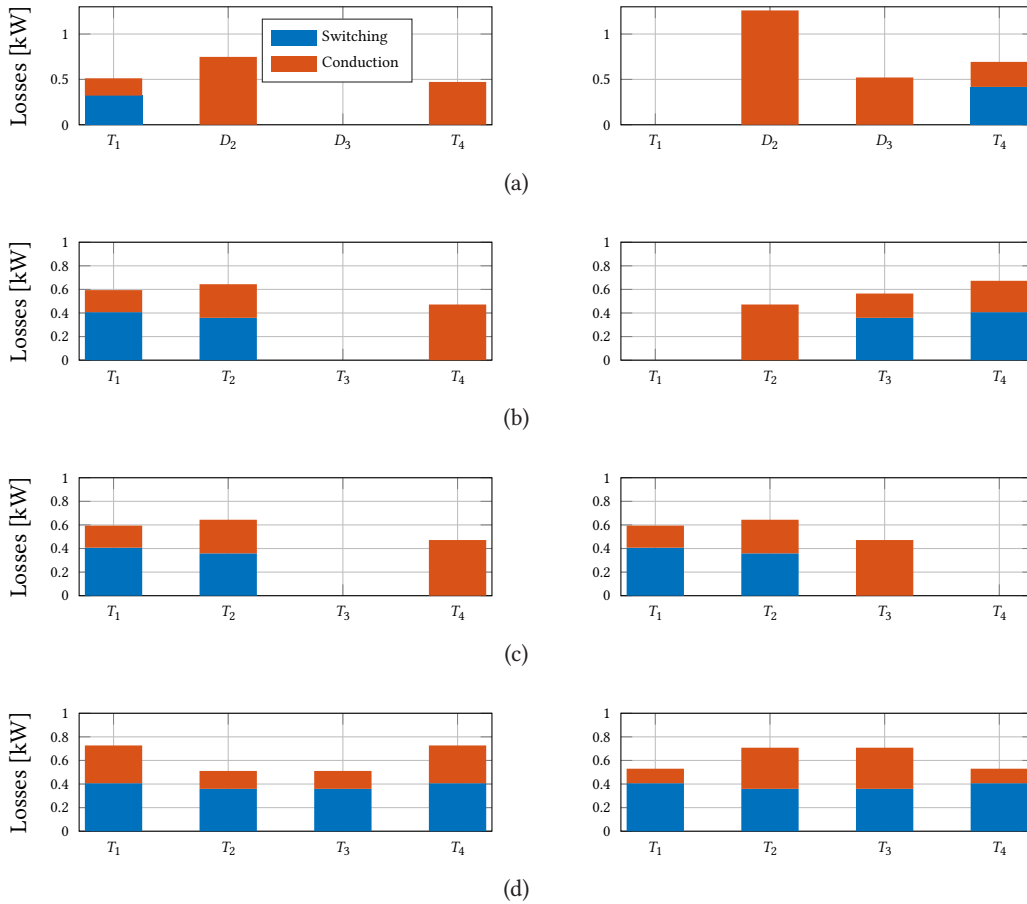 Losses [kW]
1
0.5
0
Switching
Conduction
T1 D2 D3 T4
1
0.5
0
T1 D2 D3 T4
(a)
Losses [kW]
1
0.8
0.6
0.4
0.2
0
T1 T2 T3 T4
1
0.8
0.6
0.4
0.2
0
T1 T2 T3 T4
(b)
Losses [kW]
1
0.8
0.6
0.4
0.2
0
T1 T2 T3 T4
1
0.8
0.6
0.4
0.2
0
T1 T2 T3 T4
(c)
Losses [kW]
1
0.8
0.6
0.4
0.2
0
T1 T2 T3 T4
1
0.8
0.6
0.4
0.2
0
T1 T2 T3 T4
(d)